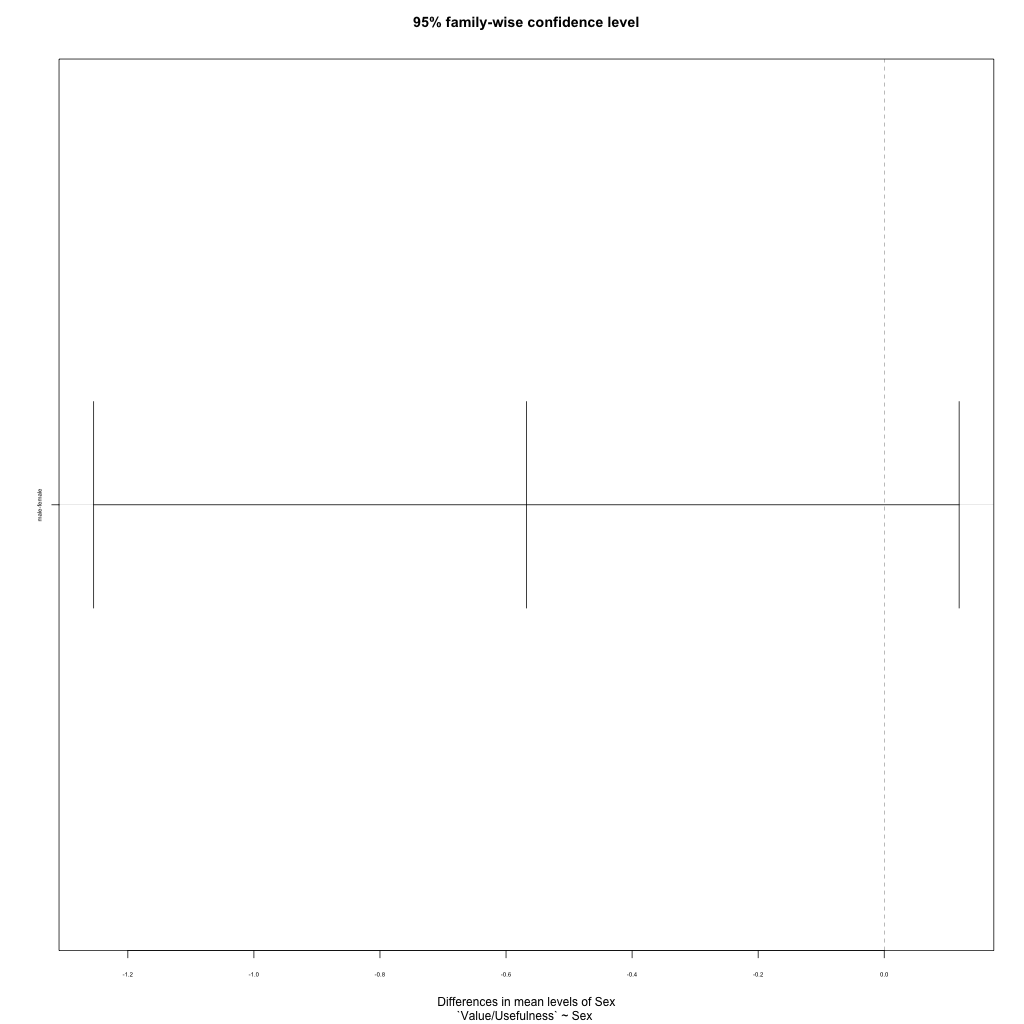 95% family-wise confidence level
male-female
-1.2
-1.0
-0.8
-0.6
-0.4
-0.2
0.0
Differences in mean levels of Sex
`Value/Usefulness` ~ Sex